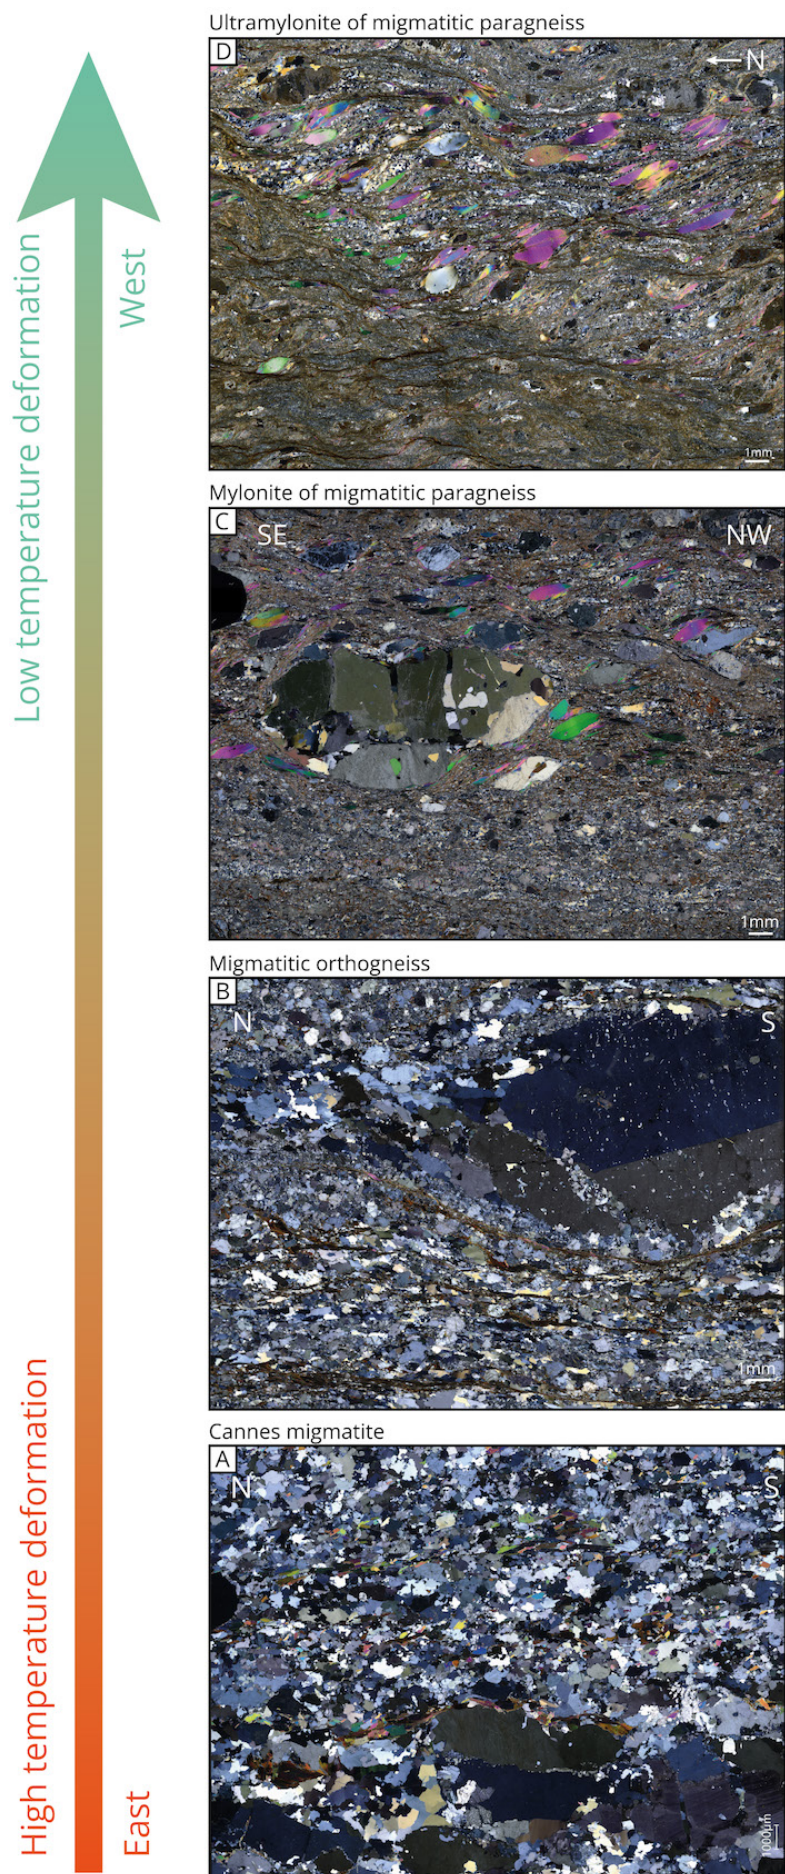 Ultramylonite of migmatitic paragneiss
D
N
1mm
Low temperature deformation
West
Mylonite of migmatitic paragneiss
C
SE
NW
1mm
Migmatitic orthogneiss
B
N
S
1mm
High temperature deformation
East
Cannes migmatite
A
N
S
1000µm